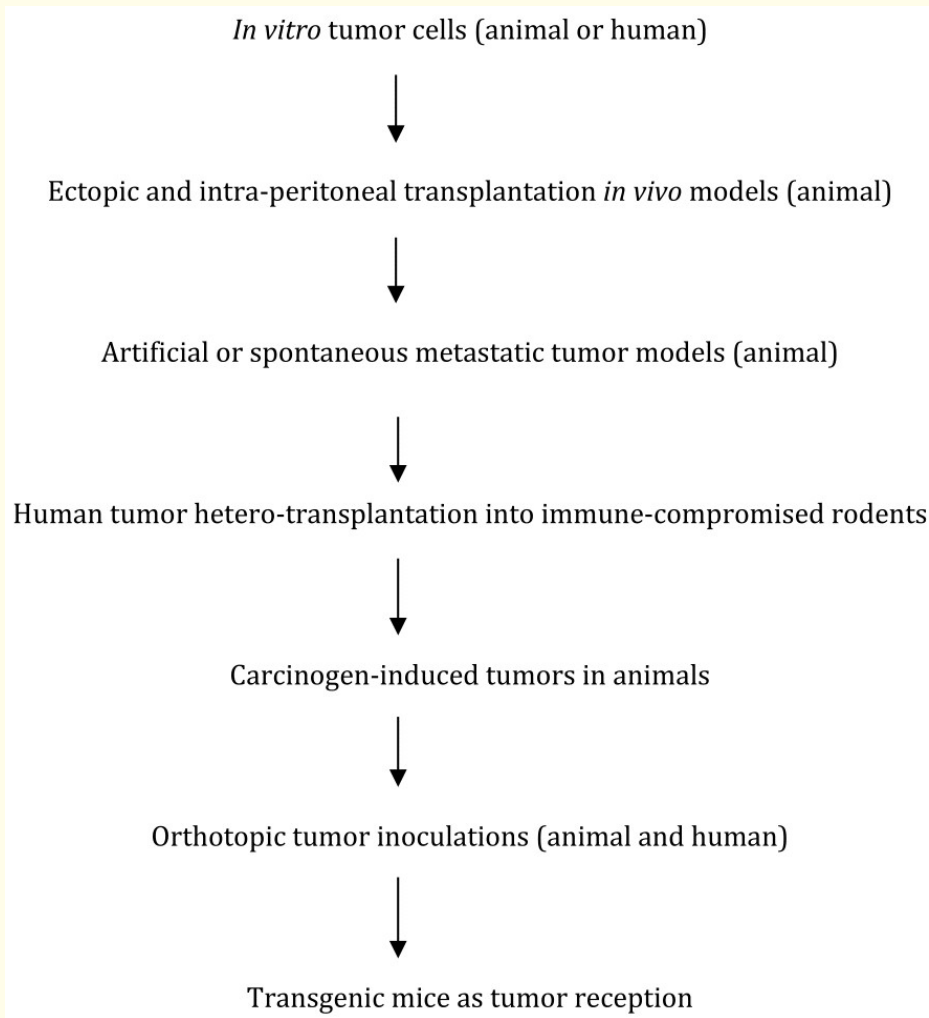 In vitro tumor cells (animal or human)
Ectopic and intra-peritoneal transplantation in vivo models (animal)
Artificial or spontaneous metastatic tumor models (animal)
Human tumor hetero-transplantation into immune-compromised rodents
Carcinogen-induced tumors in animals
Orthotopic tumor inoculations (animal and human)
Transgenic mice as tumor reception